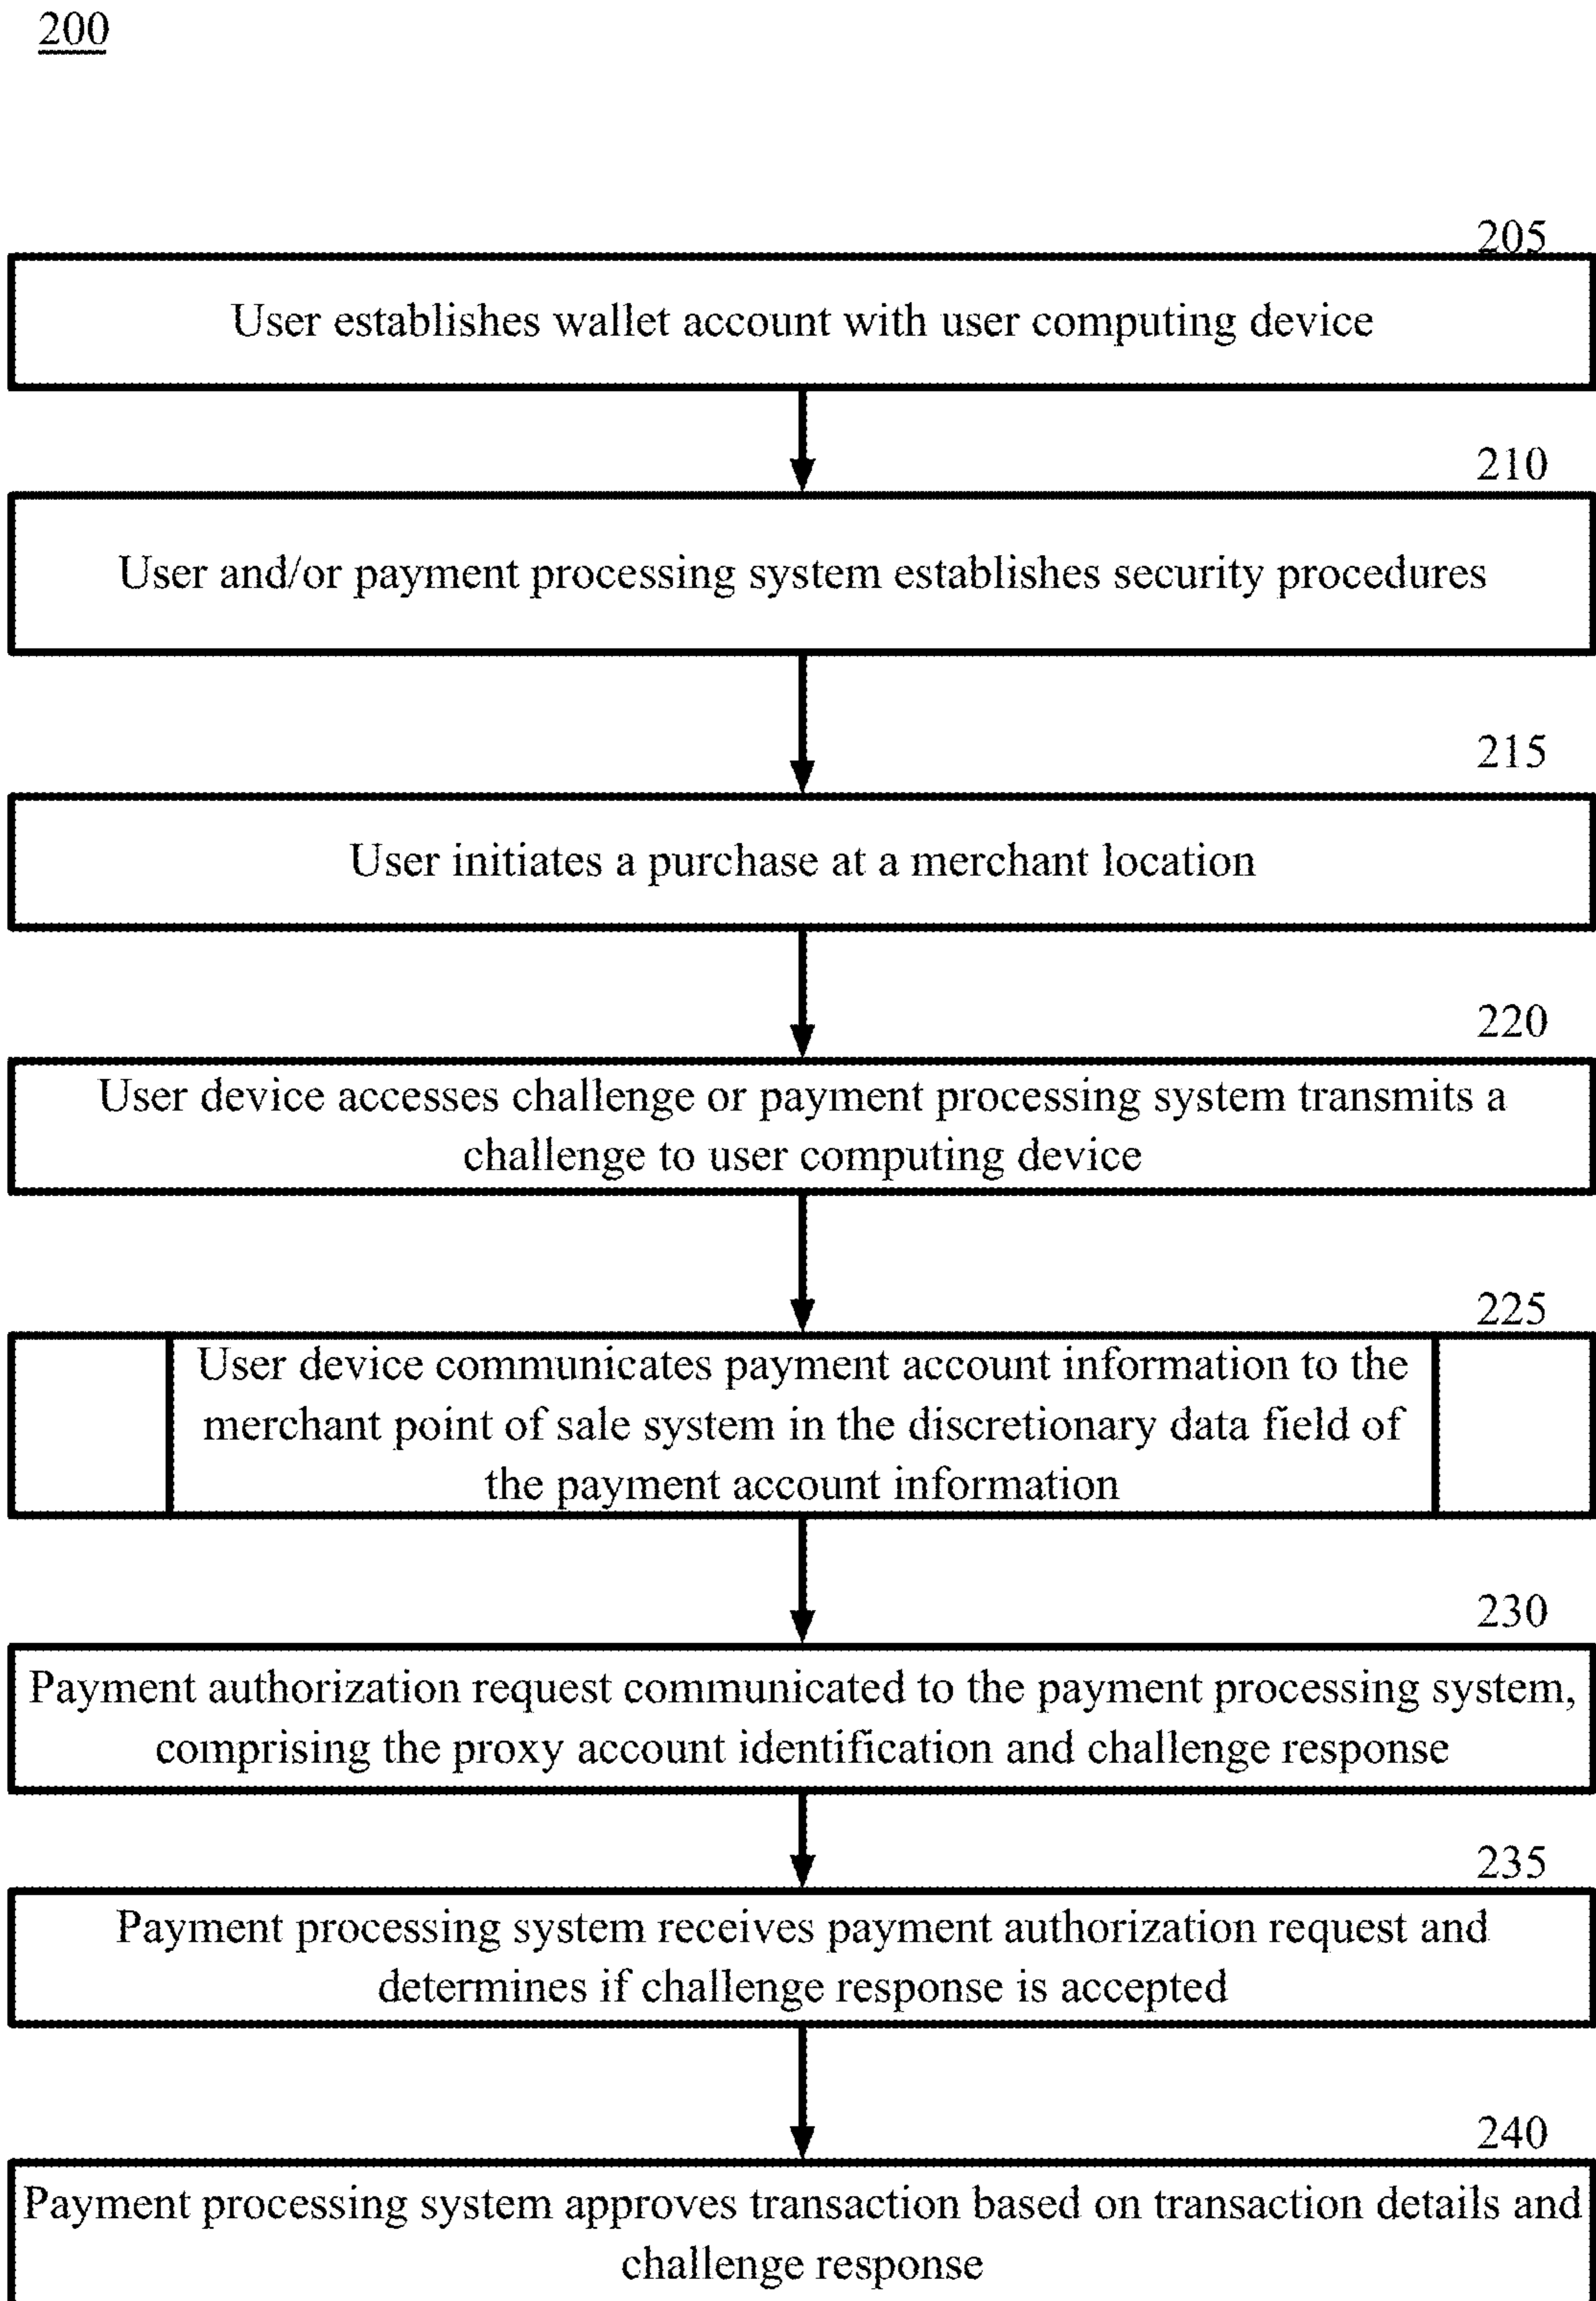 200
205
User establishes wallet account with user computing device
210
User and/or payment processing system establishes security procedures
215
User initiates a purchase at a merchant location
220
User device accesses challenge or payment processing system transmits a
challenge to user computing device
225
User device communicates payment account information to the
merchant point of sale system in the discretionary data field of
the payment account information
230
Payment authorization request communicated to the payment processing system,
comprising the proxy account identification and challenge response
235
Payment processing system receives payment authorization request and
determines if challenge response is accepted
240
Payment processing system approves transaction based on transaction details and
challenge response